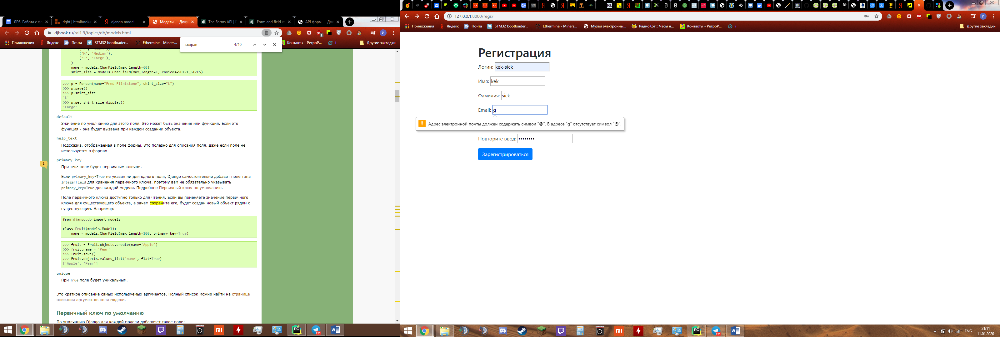 ЛР6. Работа с фо
right | htmlbook.
django model —
Модели — Доку
The Forms API | D
Form and field va
API форм — Док
djbook.ru/rel1.9/topics/db/models.html
Приложения
Яндекс
Почта
STM32 bootloader...
Ethermine - Miners...
Контакты - РетроР...
i
Другие закладки
сохран
4/10
('S', 'Small'),
('M', 'Medium'),
('L', 'Large'),
)
name = models.CharField(max_length=60)
shirt_size = models.CharField(max_length=1, choices=SHIRT_SIZES)
>>> p = Person(name="Fred Flintstone", shirt_size="L")
>>> p.save()
>>> p.shirt_size
'L'
>>> p.get_shirt_size_display()
'Large'
default
Значение по умолчанию для этого поля. Это может быть значение или функция. Если это
функция - она будет вызвана при каждом создании объекта.
help_text
Подсказка, отображаемая в поле формы. Это полезно для описания поля, даже если поле не
используется в формах.
primary_key
1
При True поле будет первичным ключом.
Если primary_key=True не указан ни для одного поля, Django самостоятельно добавит поле типа
IntegerField для хранения первичного ключа, поэтому вам не обязательно указывать
primary_key=True для каждой модели. Подробнее Первичный ключ по умолчанию.
Поле первичного ключа доступно только для чтения. Если вы поменяете значение первичного
ключа для существующего объекта, а зачем сохраните его, будет создан новый объект рядом с
существующим. Например:
from django.db import models
class Fruit(models.Model):
name = models.CharField(max_length=100, primary_key=True)
>>> fruit = Fruit.objects.create(name='Apple')
>>> fruit.name = 'Pear'
>>> fruit.save()
>>> Fruit.objects.values_list('name', flat=True)
['Apple', 'Pear']
unique
При True поле будет уникальным.
Это краткое описание самых используемых аргументов. Полный список можно найти на странице
описания аргументов поля модели.
Первичный ключ по умолчанию
По умолчанию Django для каждой модели добавляет такое поле:
127.0.0.1:8000/regs/
Приложения
Яндекс
Почта
STM32 bootloader...
Ethermine - Miners...
Музей электронны...
РадиоКот :: Часы н...
Контакты - РетроР...
i
Другие закладки
Регистрация
Логин: kek-sick
Имя: kek
Фамилия: sick
Email: g
Адрес электронной почты должен содержать символ "@". В адресе "g" отсутствует символ "@".
Повторите ввод: ••••••••
Зарегистрироваться
ENG
21:11
11.01.2020